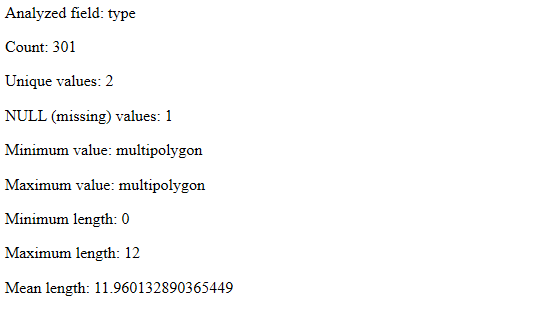 Analyzed field: type
Count: 301
Unique values: 2
NULL (missing) values: 1
Minimum value: multipolygon
Maximum value: multipolygon
Minimum length: 0
Maximum length: 12
Mean length: 11.960132890365449